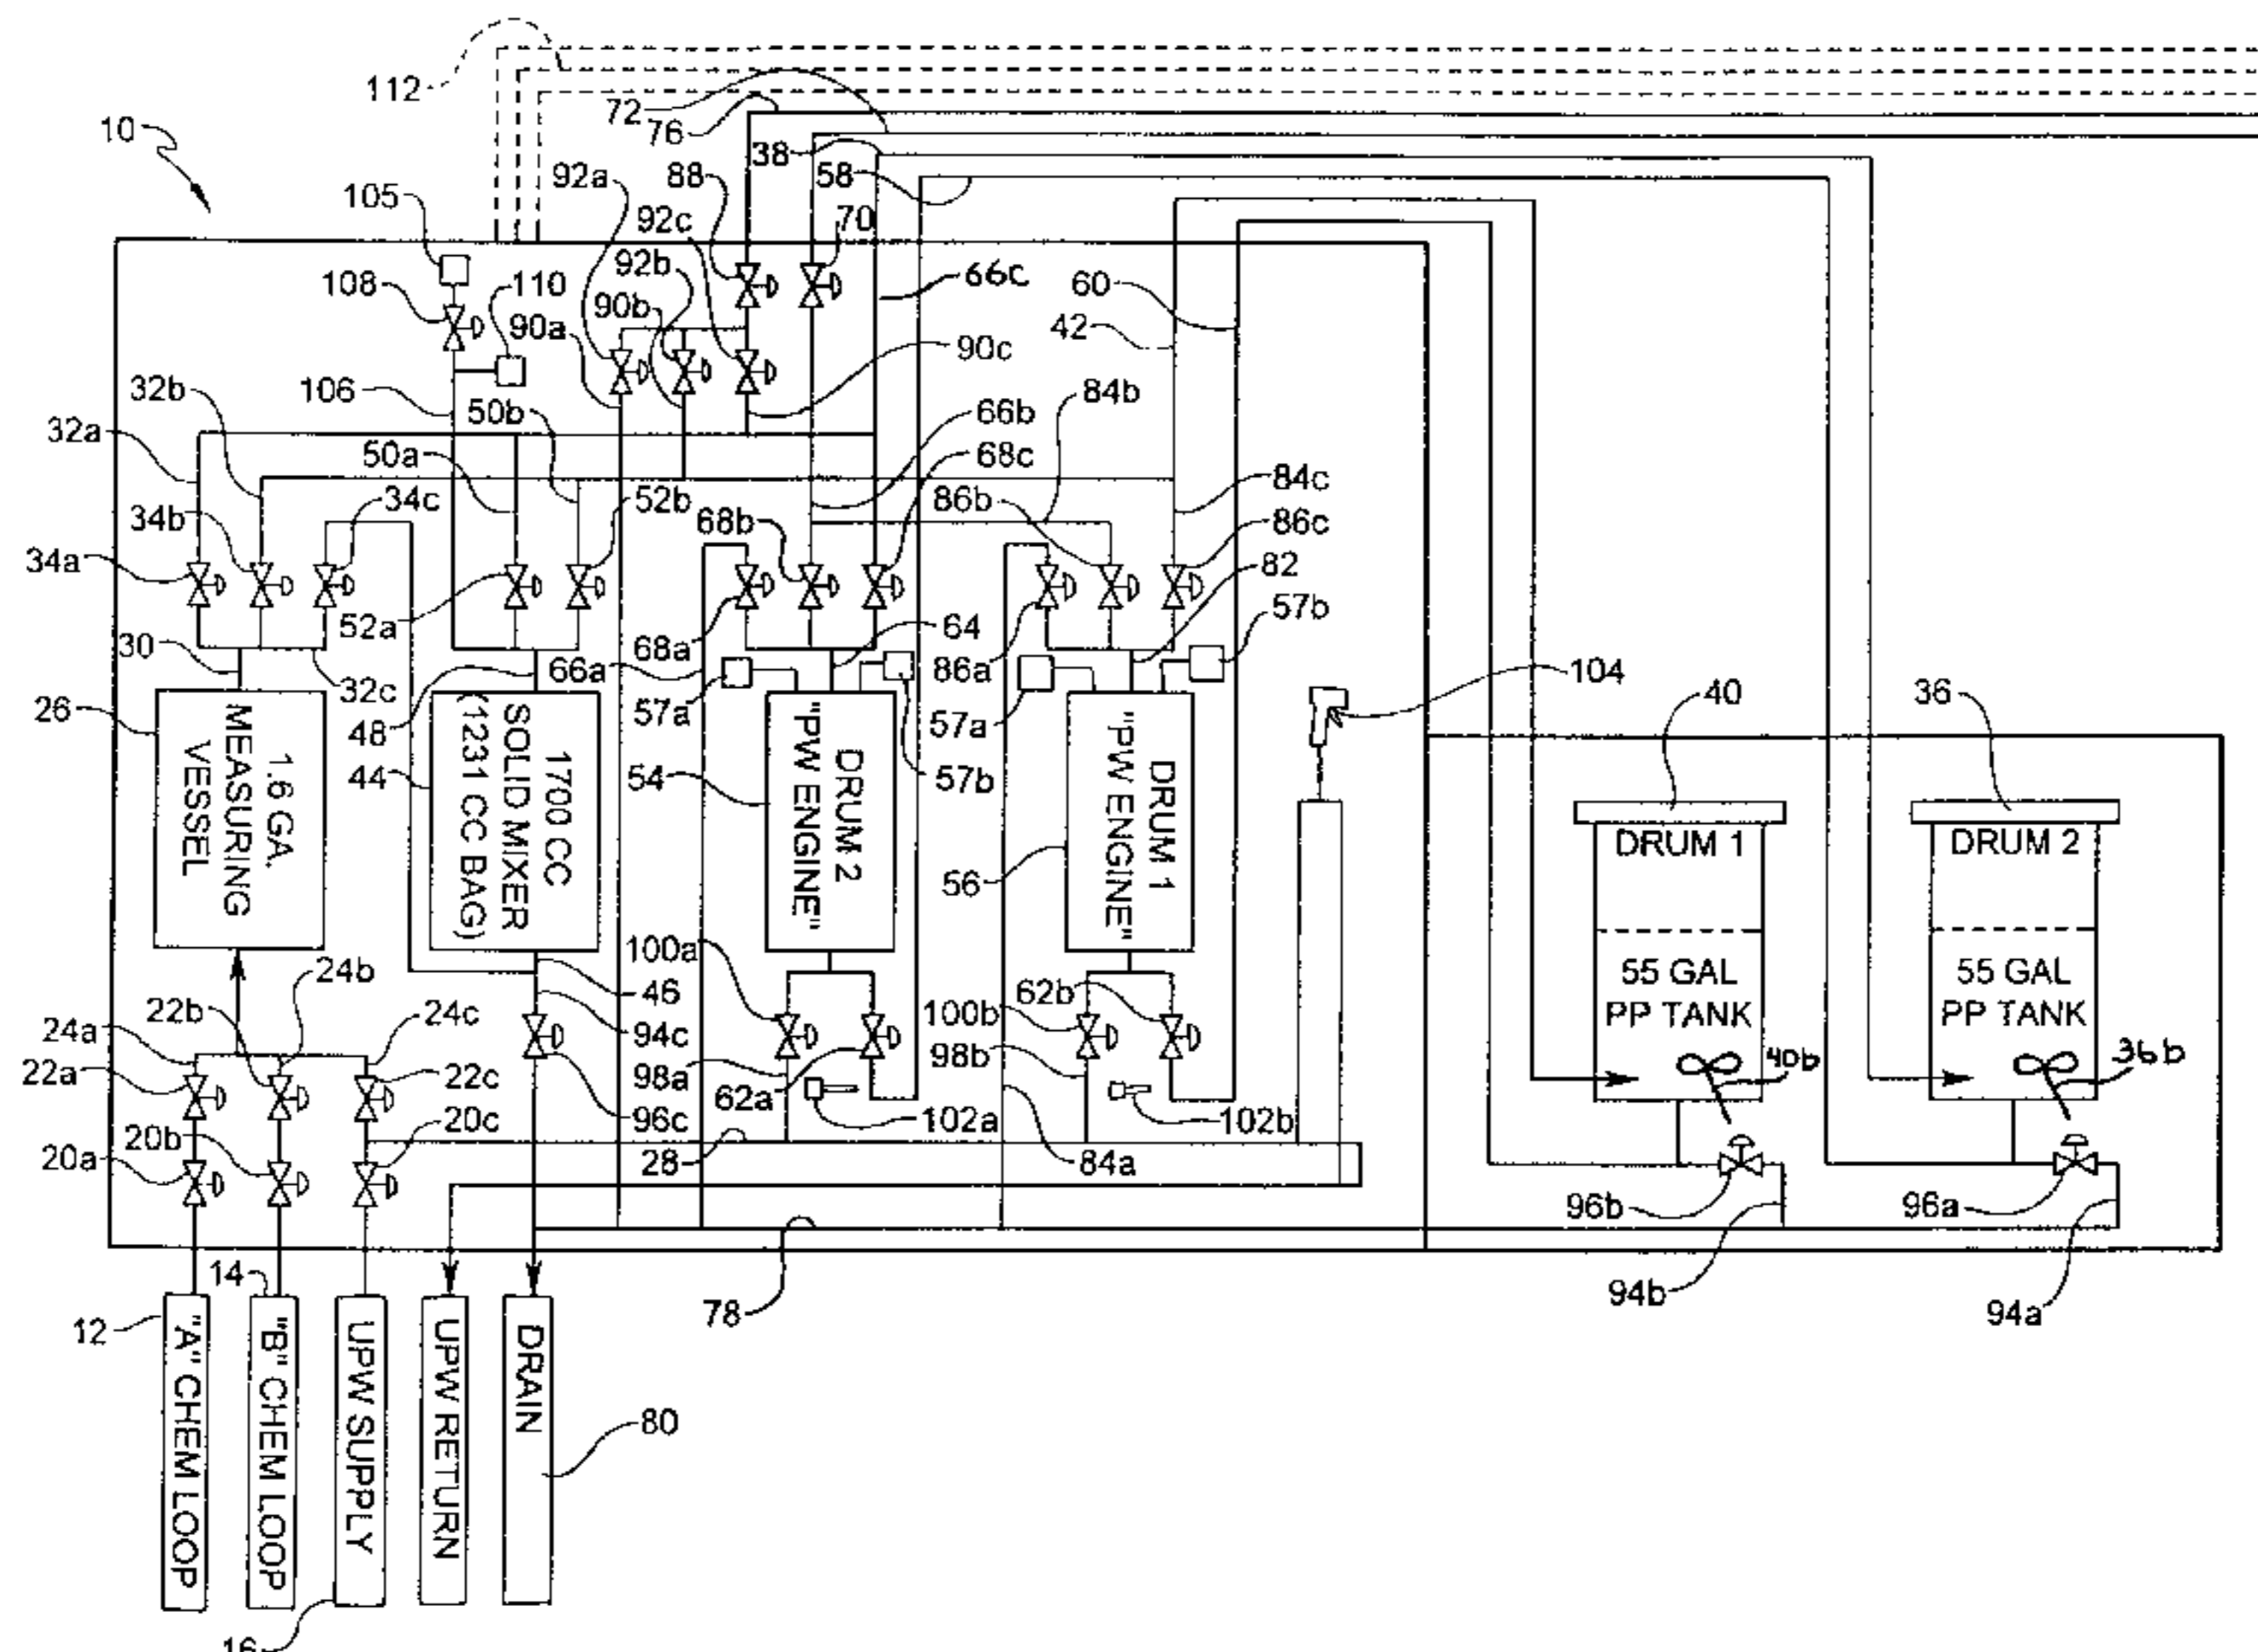 112
72
76
10
38
58
92a
88
105
92c
70
92b
110
66c
60
108
90b
90a
42
90c
32b
106
84b
50b
66b
32a
50a
68c
34c
84c
86b
34b
52b
68b
86c
34a
82
57b
52a
64
30
68a
66a
86a
32c
104
40
36
26
57a
57a
48
44
54
57b
56
1.6 GA.
MEASURING
VESSEL
1700 CC
SOLID MIXER
(1231 CC BAG)
DRUM 2
"PW ENGINE"
DRUM 1
"PW ENGINE"
DRUM 1
DRUM 2
55 GAL
PP TANK
55 GAL
PP TANK
100a
24b
46
62b
22b
24c
100b
24a
94c
98b
40b
36b
22a
22c
98a
62a
96c
102a
102b
20b
20c
20a
28
84a
96b
96a
14
94b
78
94a
12
80
"A" CHEM LOOP
"B" CHEM LOOP
UPW SUPPLY
UPW RETURN
DRAIN
16